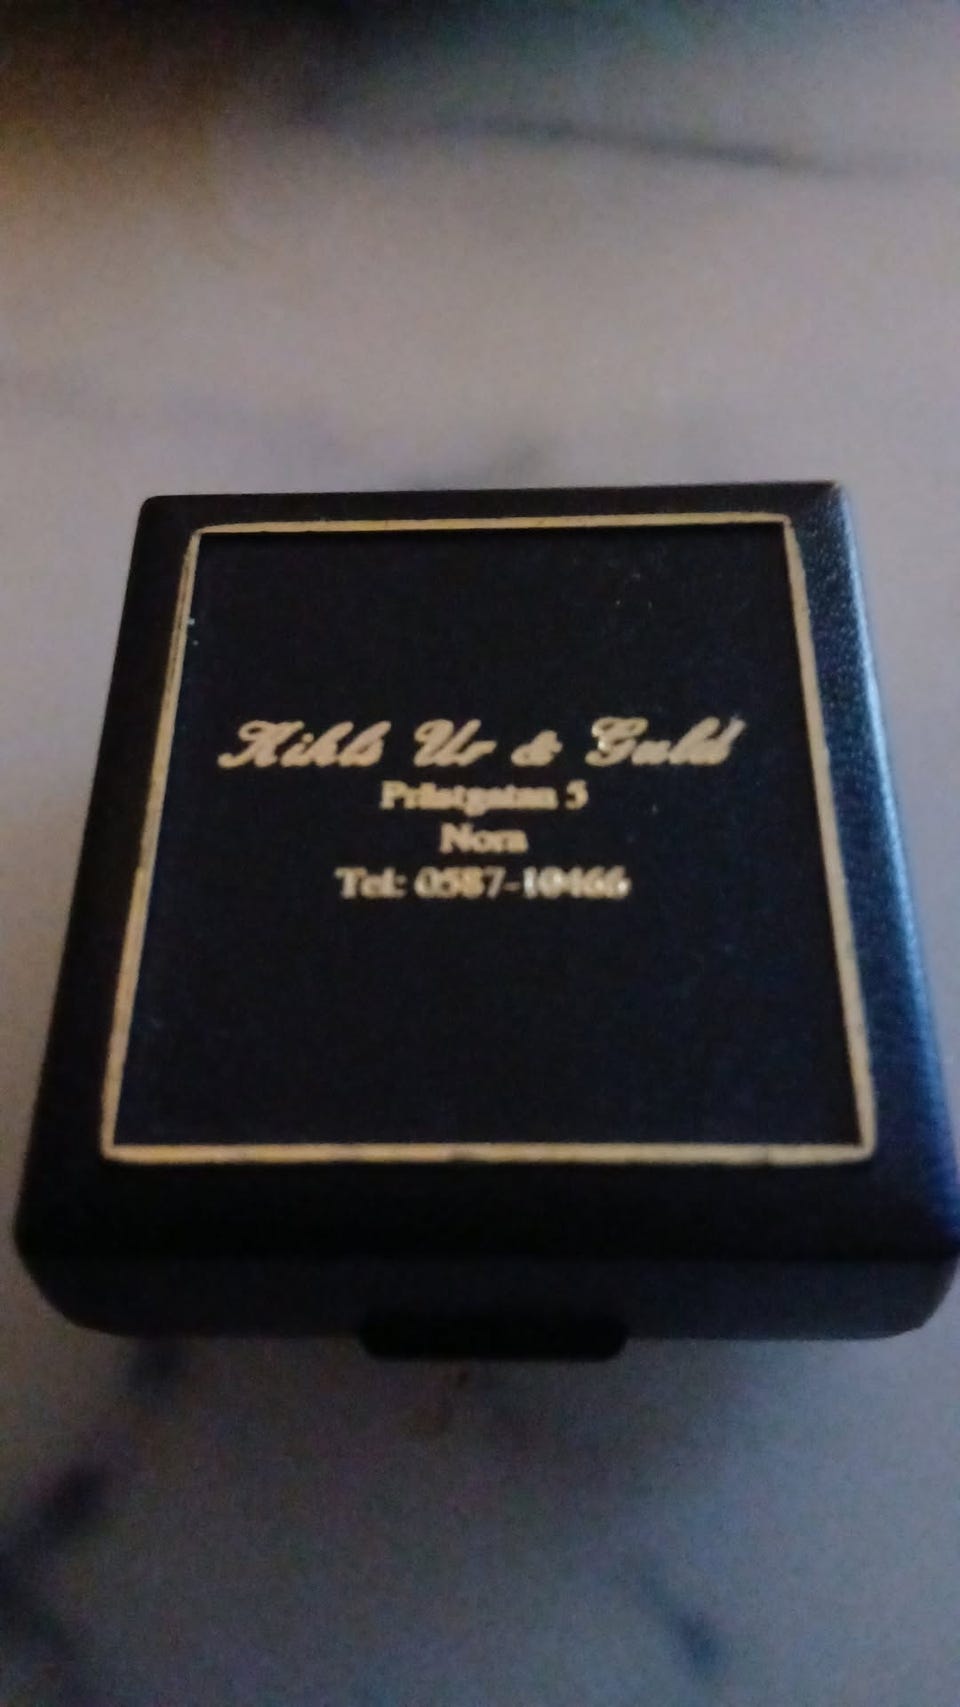 Kihls Ur & Guld
Prästgatan 5
Nora
Tel: 0587-10466